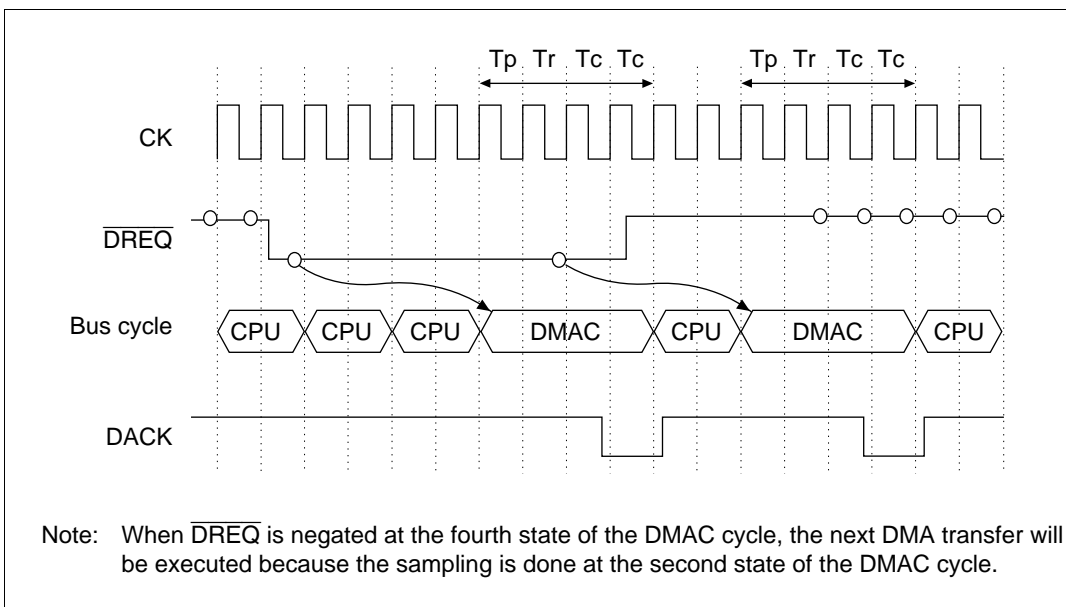 Tp Tr Tc Tc Tp Tr Tc Tc
CK
DREQ
Bus cycle CPU CPU CPU DMAC CPU DMAC CPU
DACK
Note: When DREQ is negated at the fourth state of the DMAC cycle, the next DMA transfer will
be executed because the sampling is done at the second state of the DMAC cycle.